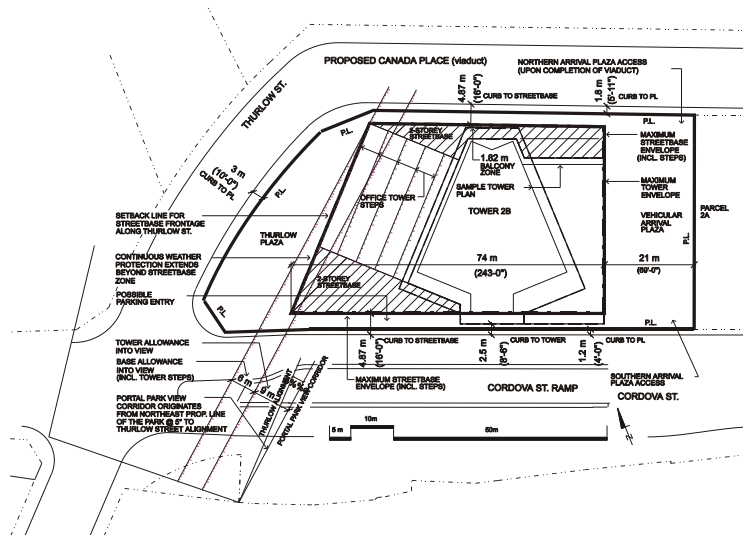 PROPOSED CANADA PLACE (viaduct)
NORTHERN ARRIVAL PLAZA ACCESS
(UPON COMPLETION OF VIADUCT)
THURLOW ST.
4.87 m
(16'-0")
CURB TO STREETBASE
1.8 m
(5'-11")
CURB TO PL
P.L.
P.L.
2-STOREY
STREETBASE
MAXIMUM
STREETBASE
ENVELOPE
(INCL. STEPS)
3 m
(10'-0")
CURB TO PL
P.L.
1.82 m
BALCONY
ZONE
OFFICE TOWER
STEPS
SAMPLE TOWER
PLAN
MAXIMUM
TOWER
ENVELOPE
TOWER 2B
PARCEL
2A
SETBACK LINE FOR
STREETBASE FRONTAGE
ALONG THURLOW ST.
THURLOW
PLAZA
VEHICULAR
ARRIVAL
PLAZA
P.L.
CONTINUOUS WEATHER
PROTECTION EXTENDS
BEYOND STREETBASE
ZONE
74 m
(243'-0")
21 m
(69'-0")
2-STOREY
STREETBASE
POSSIBLE
PARKING ENTRY
P.L.
P.L.
TOWER ALLOWANCE
INTO VIEW
BASE ALLOWANCE
INTO VIEW
(INCL. TOWER STEPS)
4.87 m
(16'-0")
CURB TO STREETBASE
2.5 m
CURB TO TOWER
1.2 m
(4'-0")
CURB TO PL
SOUTHERN ARRIVAL
PLAZA ACCESS
MAXIMUM STREETBASE
ENVELOPE (INCL. STEPS)
CORDOVA ST. RAMP
CORDOVA ST.
PORTAL PARK VIEW
CORRIDOR ORIGINATES
FROM NORTHEAST PROP. LINE
OF THE PARK @ 5° TO
THURLOW STREET ALIGNMENT
THURLOW ALIGNMENT
PORTAL PARK VIEW CORRIDOR
N
5 m
10m
50m